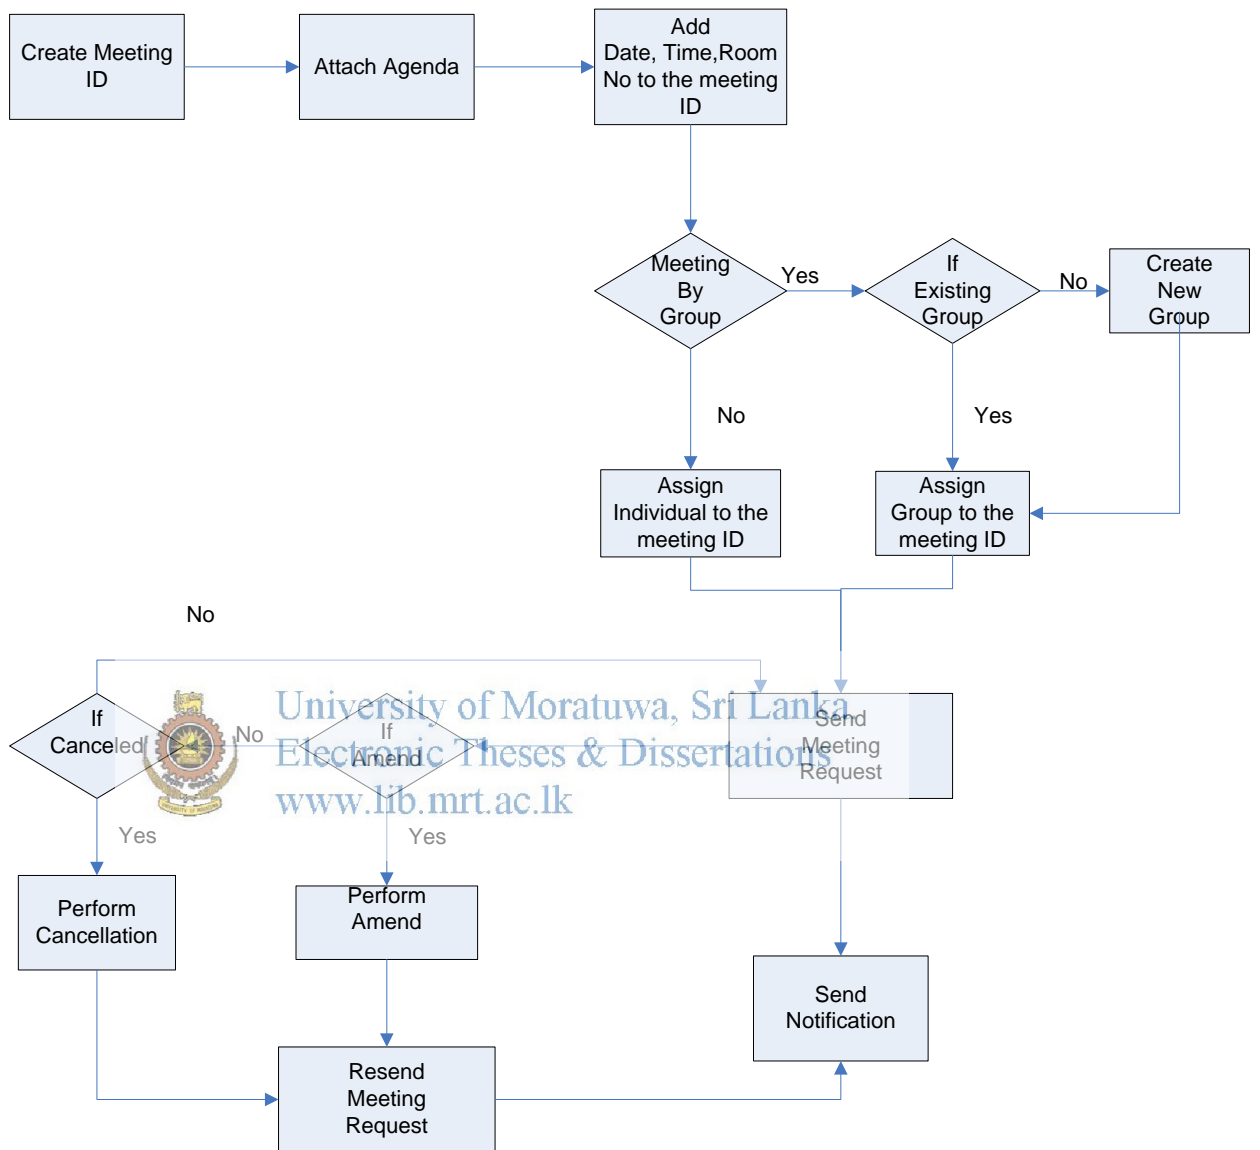 Create Meeting
ID
Attach Agenda
Add
Date, Time,Room
No to the meeting
ID
Meeting
By
Group
Yes
If
Existing
Group
No
Create
New
Group
No
Yes
Assign
Individual to the
meeting ID
Assign
Group to the
meeting ID
No
If
Canceled
No
If
Amend
Send
Meeting
Request
University of Moratuwa, Sri Lanka
Electronic Theses & Dissertations
www.lib.mrt.ac.lk
Yes
Yes
Perform
Cancellation
Perform
Amend
Send
Notification
Resend
Meeting
Request